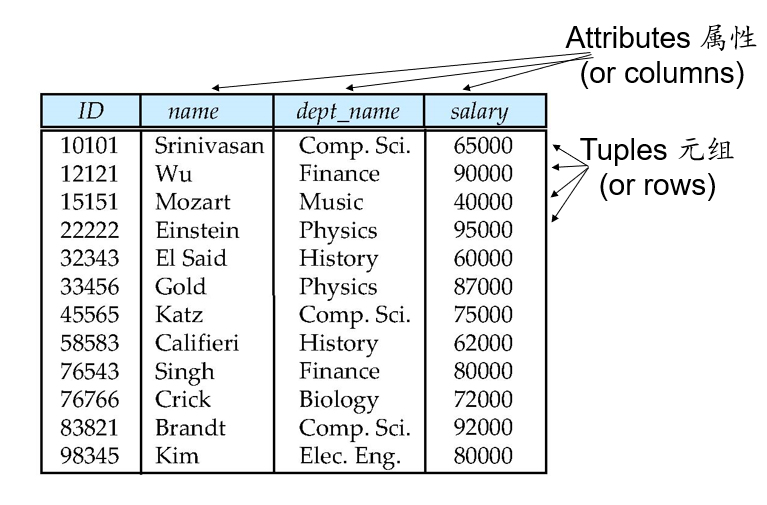 Attributes 属性
(or columns)
ID name dept_name salary
10101 Srinivasan Comp. Sci. 65000
12121 Wu Finance 90000
15151 Mozart Music 40000
22222 Einstein Physics 95000
32343 El Said History 60000
33456 Gold Physics 87000
45565 Katz Comp. Sci. 75000
58583 Califieri History 62000
76543 Singh Finance 80000
76766 Crick Biology 72000
83821 Brandt Comp. Sci. 92000
98345 Kim Elec. Eng. 80000
Tuples 元组
(or rows)